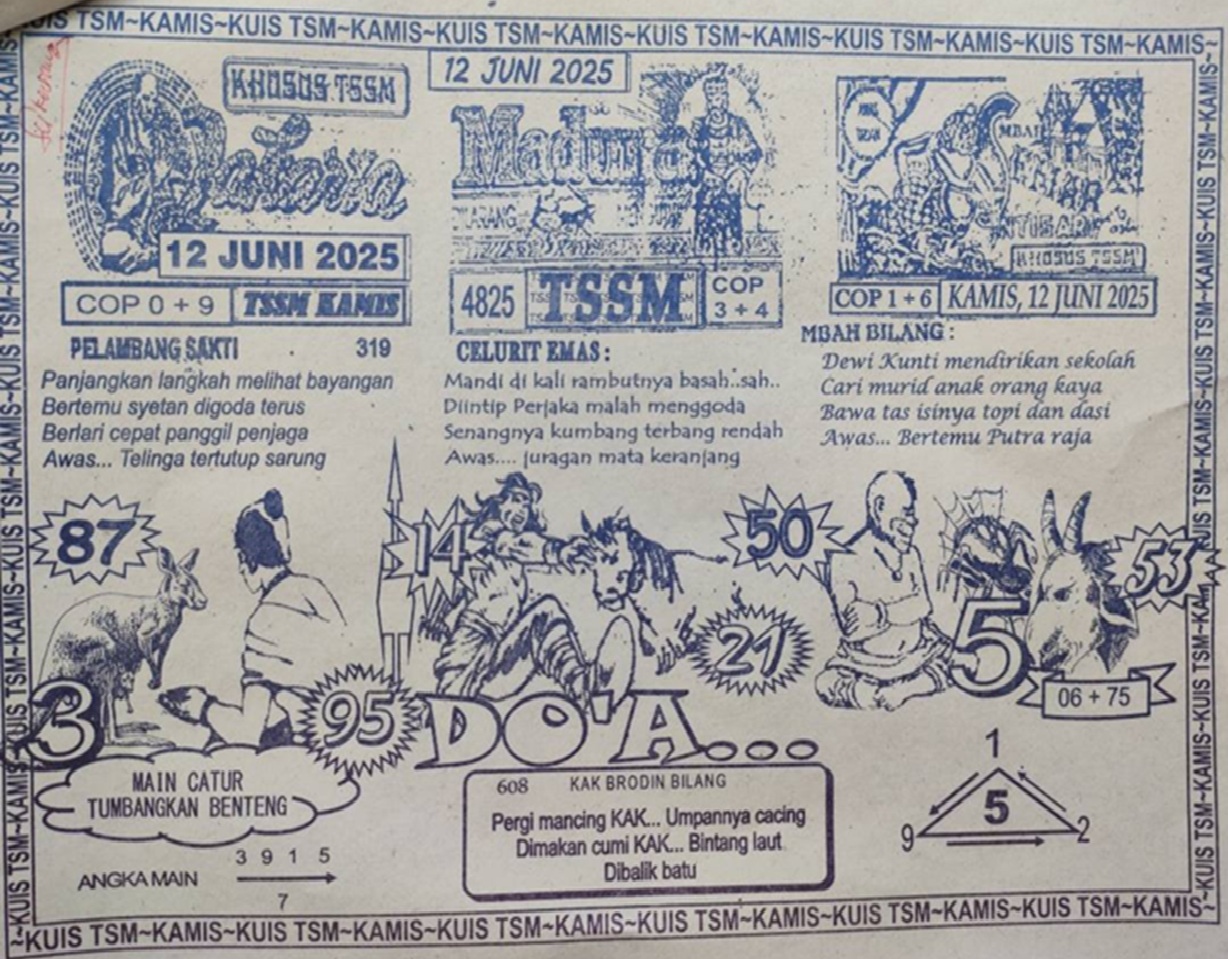 KUIS TSM~KAMIS~KUIS TSM~KAMIS~KUIS TSM~KAMIS~KUIS TSM~KAMIS~KUIS TSM~KAMIS~KUIS TSM~KAMIS~
KHUSUS TSSM
12 JUNI 2025
COP 0 + 9 TSSM KAMIS
PELAMBANG SAKTI 319
Panjangkan langkah melihat bayangan
Bertemu syetan digoda terus
Berlari cepat panggil penjaga
Awas... Telinga tertutup sarung
12 JUNI 2025
Madura
4825 TSSM COP 3 + 4
CELURIT EMAS :
Mandi di kali rambutnya basah..sah..
Diintip Perjaka malah menggoda
Senangnya kumbang terbang rendah
Awas.... Juragan mata keranjang
MBAH
KHUSUS TSSM
COP 1 + 6 KAMIS, 12 JUNI 2025
MBAH BILANG :
Dewi Kunti mendirikan sekolah
Cari murid anak orang kaya
Bawa tas isinya topi dan dasi
Awas... Bertemu Putra raja
87
14
50
53
21
5
3
95
06 + 75
DO'A...
MAIN CATUR
TUMBANGKAN BENTENG
ANGKA MAIN
3 9 1 5
7
608 KAK BRODIN BILANG
Pergi mancing KAK... Umpannya cacing
Dimakan cumi KAK... Bintang laut
Dibalik batu
1
5
9
2
~KUIS TSM~KAMIS~KUIS TSM~KAMIS~KUIS TSM~KAMIS~KUIS TSM~KAMIS~KUIS TSM~KAMIS~KUIS TSM~KAMIS~